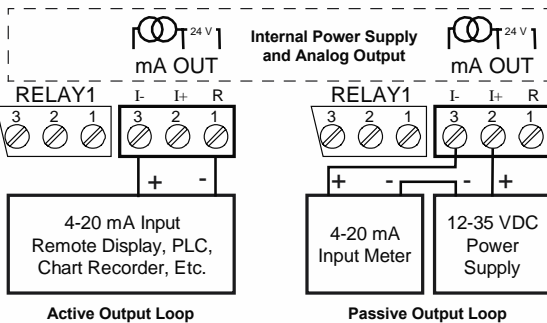 24 V
Internal Power Supply
and Analog Output
24 V
mA OUT
mA OUT
RELAY1
I- I+ R
RELAY1
I- I+ R
3 2 1
3 2 1
3 2 1
3 2 1
+ -
+ - - +
4-20 mA Input
Remote Display, PLC,
Chart Recorder, Etc.
4-20 mA
Input Meter
12-35 VDC
Power
Supply
Active Output Loop
Passive Output Loop